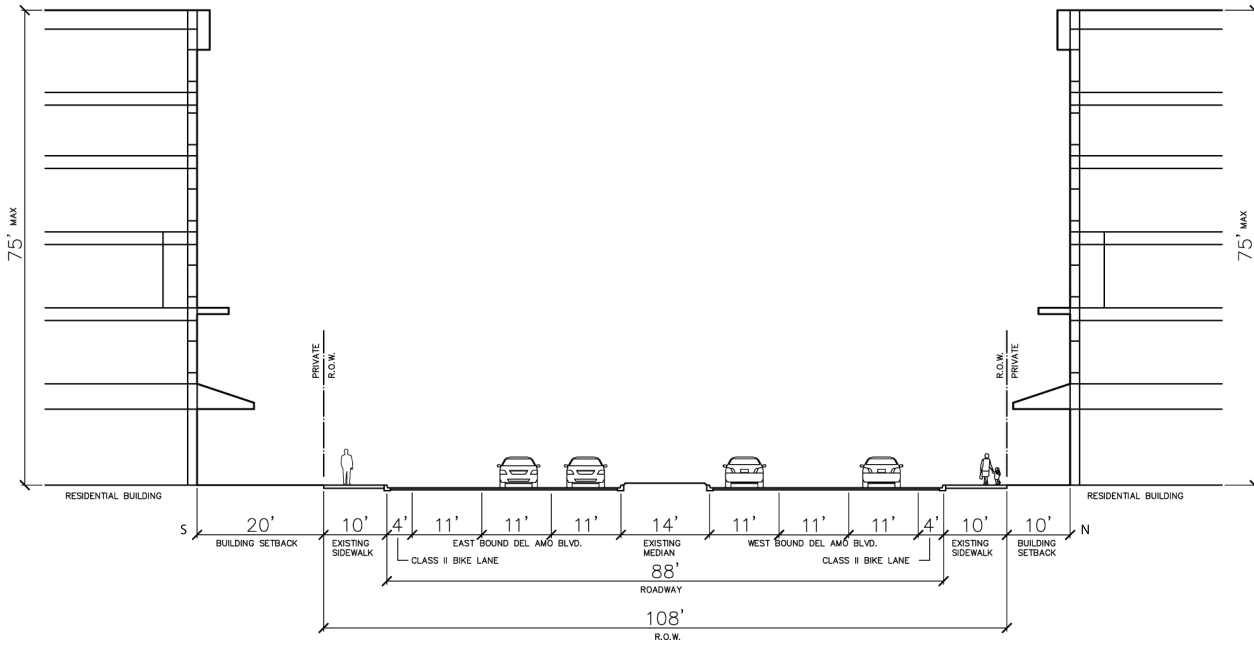 75' MAX
75' MAX
PRIVATE
R.O.W.
R.O.W.
PRIVATE
RESIDENTIAL BUILDING
RESIDENTIAL BUILDING
S 20' 10' 4' 11' 11' 11' 14' 11' 11' 11' 4' 10' 10' N
BUILDING SETBACK
EXISTING
SIDEWALK
EAST BOUND DEL AMO BLVD.
EXISTING
MEDIAN
WEST BOUND DEL AMO BLVD.
EXISTING
SIDEWALK
BUILDING
SETBACK
CLASS II BIKE LANE
CLASS II BIKE LANE
88'
ROADWAY
108'
R.O.W.